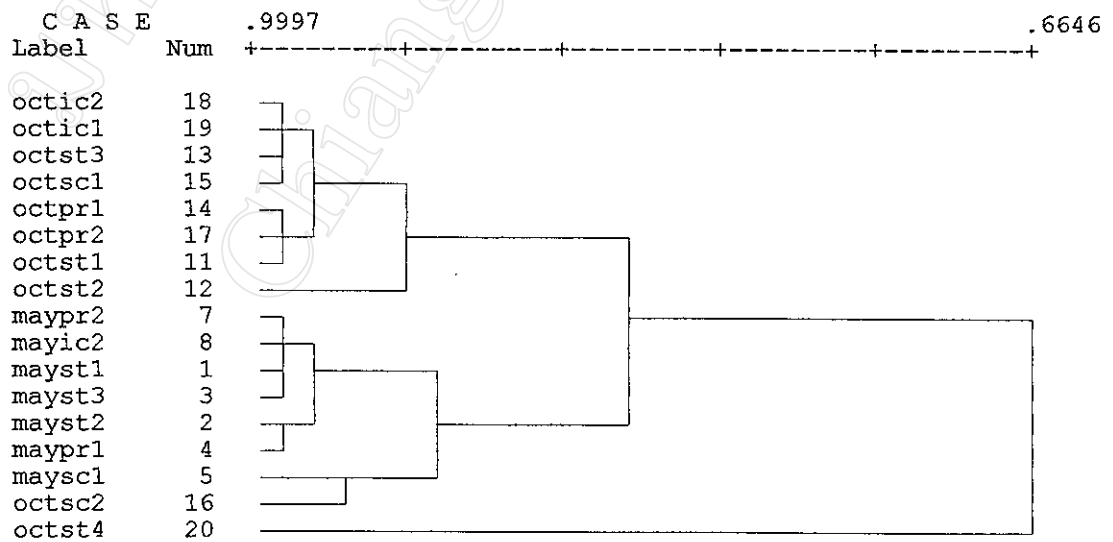 C A S E .9997 .6646
Label Num +---------+---------+---------+---------+---------+
octic2 18
octic1 19
octst3 13
octsc1 15
octpr1 14
octpr2 17
octst1 11
octst2 12
maypr2 7
mayic2 8
mayst1 1
mayst3 3
mayst2 2
maypr1 4
maysc1 5
octsc2 16
octst4 20
Chiang